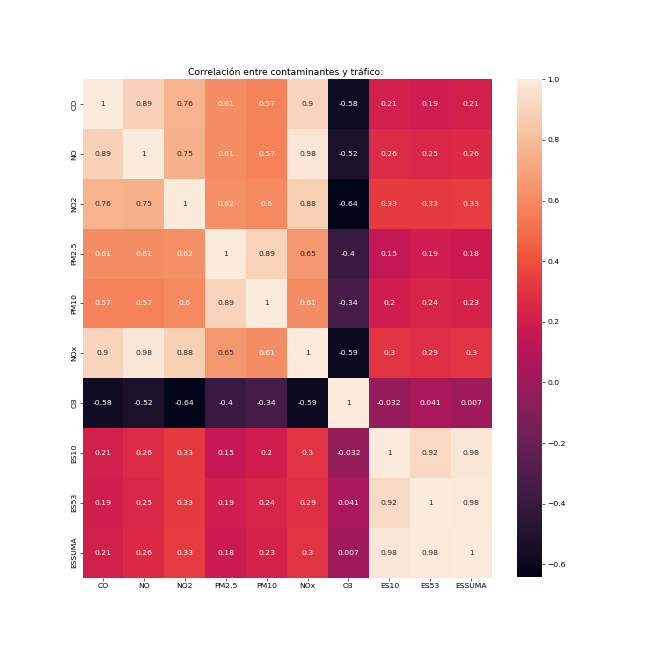 Correlación entre contaminantes y tráfico:
CO 1 0.89 0.76 0.61 0.57 0.9 -0.58 0.21 0.19 0.21
NO 0.89 1 0.75 0.61 0.57 0.98 -0.52 0.26 0.25 0.26
NO2 0.76 0.75 1 0.62 0.6 0.88 -0.64 0.33 0.33 0.33
PM2.5 0.61 0.61 0.62 1 0.89 0.65 -0.4 0.15 0.19 0.18
PM10 0.57 0.57 0.6 0.89 1 0.61 -0.34 0.2 0.24 0.23
NOx 0.9 0.98 0.88 0.65 0.61 1 -0.59 0.3 0.29 0.3
O3 -0.58 -0.52 -0.64 -0.4 -0.34 -0.59 1 -0.032 0.041 0.007
ES10 0.21 0.26 0.33 0.15 0.2 0.3 -0.032 1 0.92 0.98
ES53 0.19 0.25 0.33 0.19 0.24 0.29 0.041 0.92 1 0.98
ESSUMA 0.21 0.26 0.33 0.18 0.23 0.3 0.007 0.98 0.98 1
CO NO NO2 PM2.5 PM10 NOx O3 ES10 ES53 ESSUMA
1.0
0.8
0.6
0.4
0.2
0.0
−0.2
−0.4
−0.6